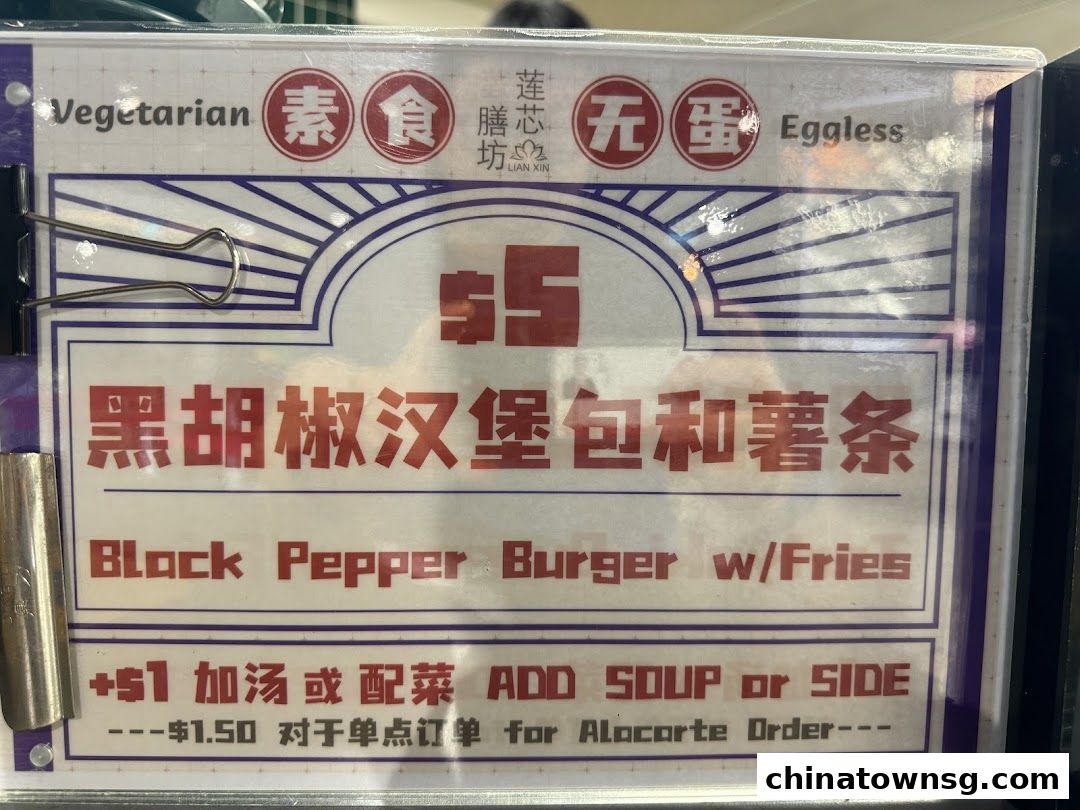 Vegetarian 素食 莲芯膳坊 LIAN XIN 无蛋 Eggless
$5
黑胡椒汉堡包和薯条
Black Pepper Burger w/Fries
+$1 加汤或配菜 ADD SOUP or SIDE
---$1.50 对于单点订单 for Alacarte Order---
chinatownsg.com